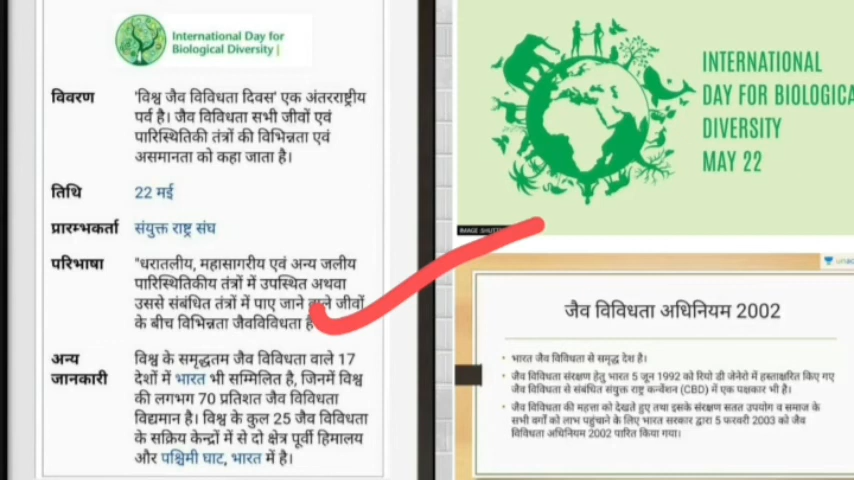 International Day for
Biological Diversity
विवरण
'विश्व जैव विविधता दिवस' एक अंतरराष्ट्रीय
पर्व है। जैव विविधता सभी जीवों एवं
पारिस्थितिकी तंत्रों की विभिन्नता एवं
असमानता को कहा जाता है।
तिथि
22 मई
प्रारम्भकर्ता
संयुक्त राष्ट्र संघ
परिभाषा
"धरातलीय, महासागरीय एवं अन्य जलीय
पारिस्थितिकीय तंत्रों में उपस्थित अथवा
उससे संबंधित तंत्रों में पाए जाने वाले जीवों
के बीच विभिन्नता जैवविविधता है
अन्य
जानकारी
विश्व के समृद्धतम जैव विविधता वाले 17
देशों में भारत भी सम्मिलित है, जिनमें विश्व
की लगभग 70 प्रतिशत जैव विविधता
विद्यमान है। विश्व के कुल 25 जैव विविधता
के सक्रिय केन्द्रों में से दो क्षेत्र पूर्वी हिमालय
और पश्चिमी घाट, भारत में है।
INTERNATIONAL
DAY FOR BIOLOGICA
DIVERSITY
MAY 22
IMAGE
जैव विविधता अधिनियम 2002
• भारत जैव विविधता से समृद्ध देश है।
• जैव विविधता संरक्षण हेतु भारत 5 जून 1992 को रियो डी जेनेरो में हस्ताक्षरित किए गए
जैव विविधता से संबंधित संयुक्त राष्ट्र कन्वेंशन (CBD) में एक पक्षकार भी है।
• जैव विविधता की महत्ता को देखते हुए तथा इसके संरक्षण सतत उपयोग व समाज के
सभी वर्गों को लाभ पहुंचाने के लिए भारत सरकार द्वारा 5 फरवरी 2003 को जैव
विविधता अधिनियम 2002 पारित किया गया।